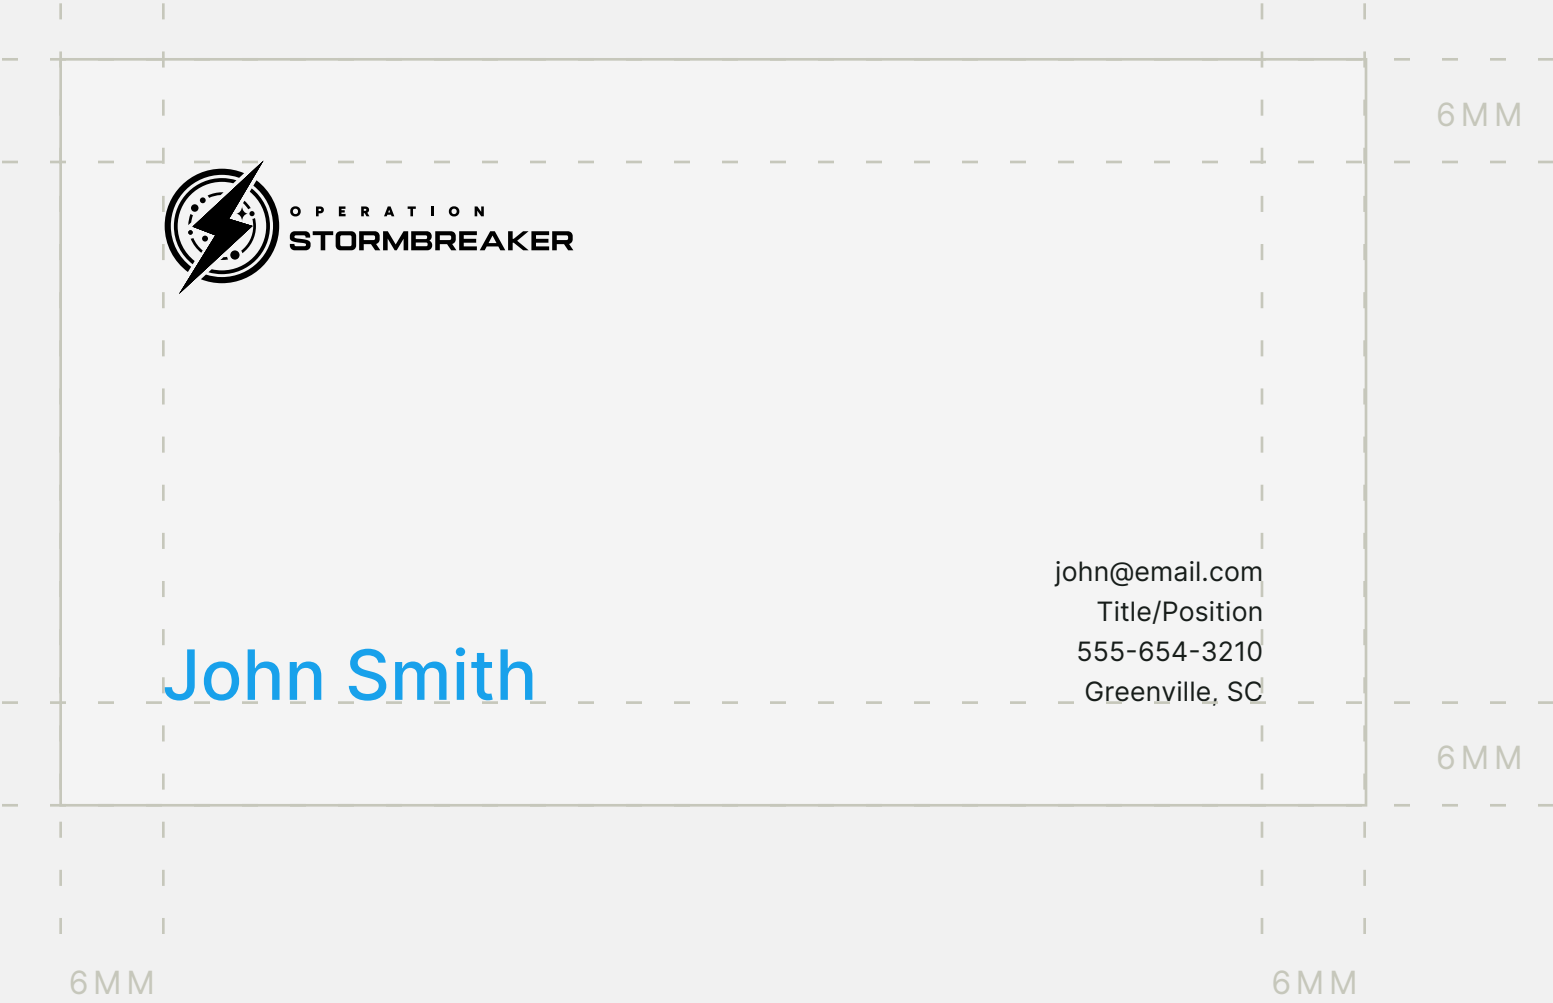 6MM
OPERATION
STORMBREAKER
john@email.com
Title/Position
555-654-3210
Greenville, SC
John Smith
6MM
6MM
6MM